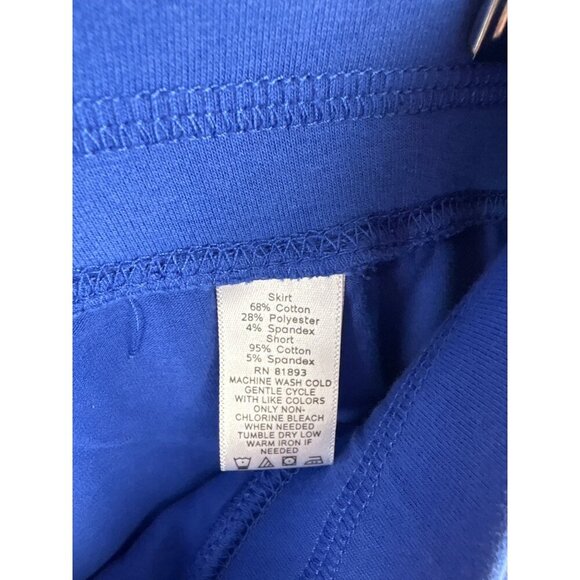 Skirt
68% Cotton
28% Polyester
4% Spandex
Short
95% Cotton
5% Spandex
RN 81893
MACHINE WASH COLD
GENTLE CYCLE
WITH LIKE COLORS
ONLY NON-
CHLORINE BLEACH
WHEN NEEDED
TUMBLE DRY LOW
WARM IRON IF
NEEDED